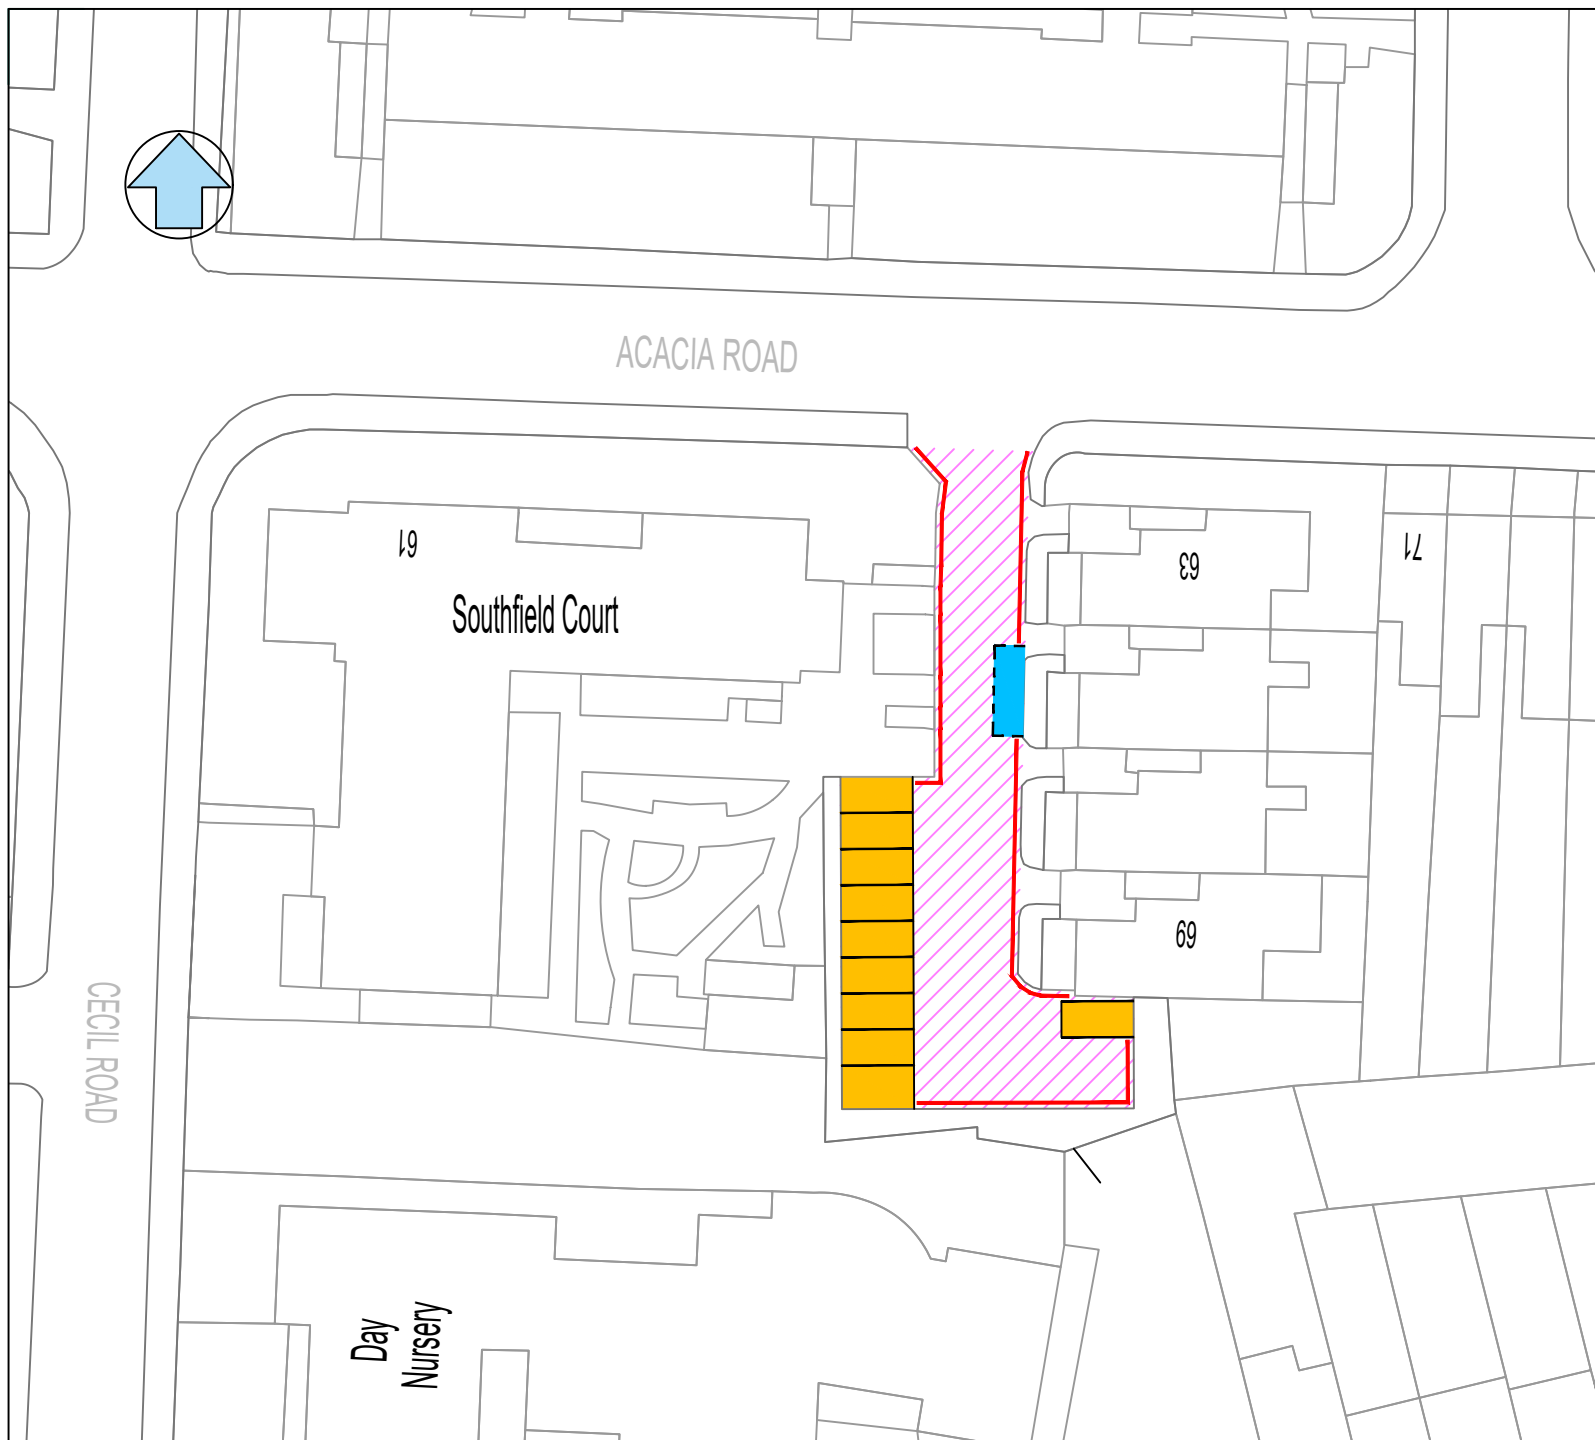 ACACIA ROAD
61
Southfield Court
63
71
69
CECIL ROAD
Day
Nursery